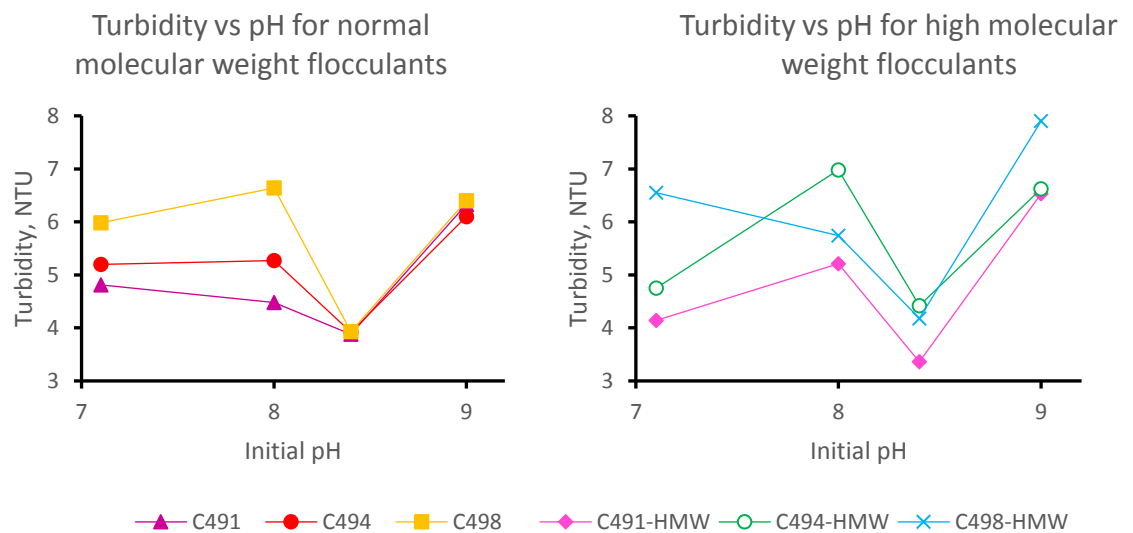 Turbidity vs pH for normal
molecular weight flocculants
8
7
6
5
4
3
7
8
9
Turbidity, NTU
Initial pH
Turbidity vs pH for high molecular
weight flocculants
8
7
6
5
4
3
7
8
9
Turbidity, NTU
Initial pH
C491 C494 C498 C491-HMW C494-HMW C498-HMW